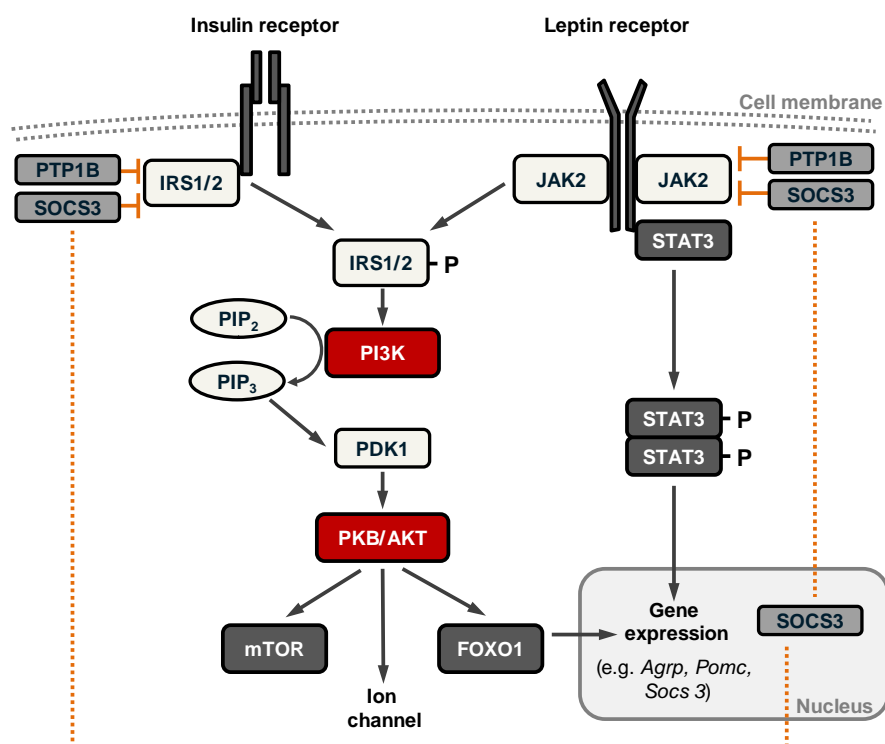 Insulin receptor
Leptin receptor
Cell membrane
PTP1B
SOCS3
IRS1/2
JAK2
JAK2
PTP1B
SOCS3
STAT3
IRS1/2
P
PIP2
PI3K
PIP3
STAT3
P
STAT3
P
PDK1
PKB/AKT
mTOR
FOXO1
Ion
channel
Gene
expression
(e.g. Agrp, Pomc,
Socs 3)
SOCS3
Nucleus